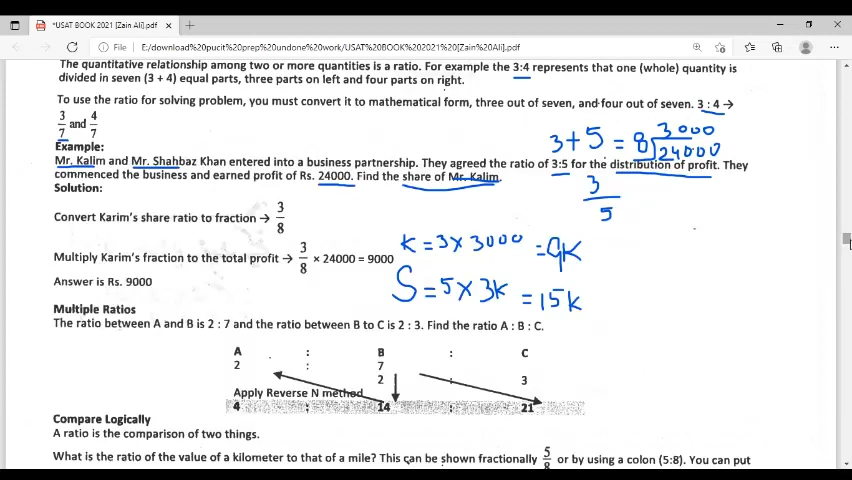 *USAT BOOK 2021 [Zain Ali].pdf
File | E:/download%20pucit%20prep%20undone%20work/USAT%20BOOK%202021%20[Zain%20Ali].pdf
The quantitative relationship among two or more quantities is a ratio. For example the 3:4 represents that one (whole) quantity is
divided in seven (3 + 4) equal parts, three parts on left and four parts on right.
To use the ratio for solving problem, you must convert it to mathematical form, three out of seven, and four out of seven. 3 : 4 →
3/7 and 4/7
3+5 = 8 3000
24000
Example:
Mr. Kalim and Mr. Shahbaz Khan entered into a business partnership. They agreed the ratio of 3:5 for the distribution of profit. They
commenced the business and earned profit of Rs. 24000. Find the share of Mr. Kalim.
3/5
Solution:
Convert Karim's share ratio to fraction → 3/8
K = 3 x 3000 = 9K
Multiply Karim's fraction to the total profit → 3/8 × 24000 = 9000
S = 5 x 3K = 15K
Answer is Rs. 9000
Multiple Ratios
The ratio between A and B is 2 : 7 and the ratio between B to C is 2 : 3. Find the ratio A : B : C.
A : B : C
2 : 7
2 : 3
Apply Reverse N method
4 : 14 : 21
Compare Logically
A ratio is the comparison of two things.
What is the ratio of the value of a kilometer to that of a mile? This can be shown fractionally 5/8 or by using a colon (5:8). You can put